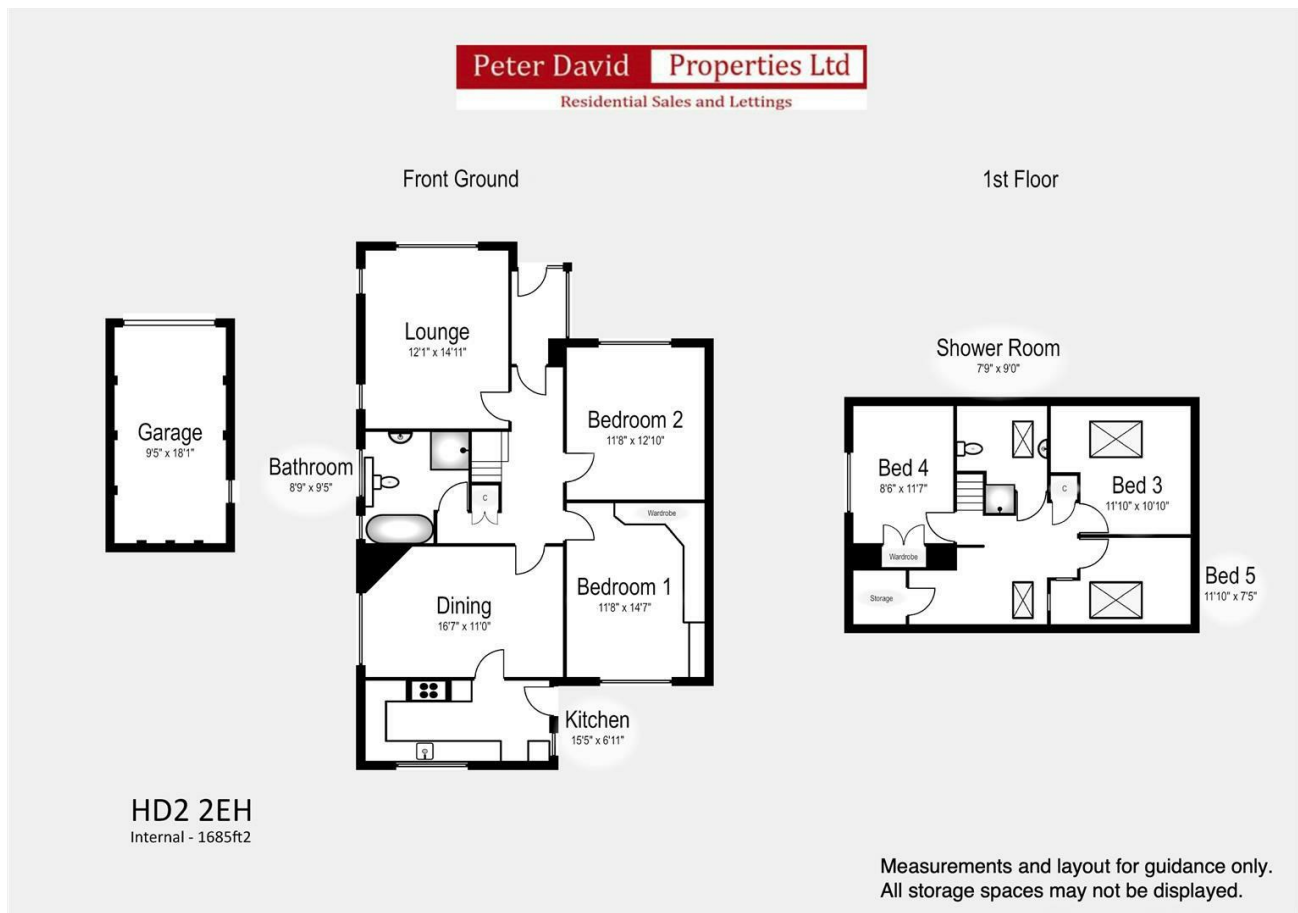 Peter David Properties Ltd
Residential Sales and Lettings
Front Ground
1st Floor
Lounge
12'1" x 14'11"
Garage
9'5" x 18'1"
Bathroom
8'9" x 9'5"
C
Bedroom 2
11'8" x 12'10"
Wardrobe
Bedroom 1
11'8" x 14'7"
Dining
16'7" x 11'0"
Kitchen
15'5" x 6'11"
Shower Room
7'9" x 9'0"
Bed 4
8'6" x 11'7"
C
Bed 3
11'10" x 10'10"
Wardrobe
Storage
Bed 5
11'10" x 7'5"
HD2 2EH
Internal - 1685ft2
Measurements and layout for guidance only.
All storage spaces may not be displayed.